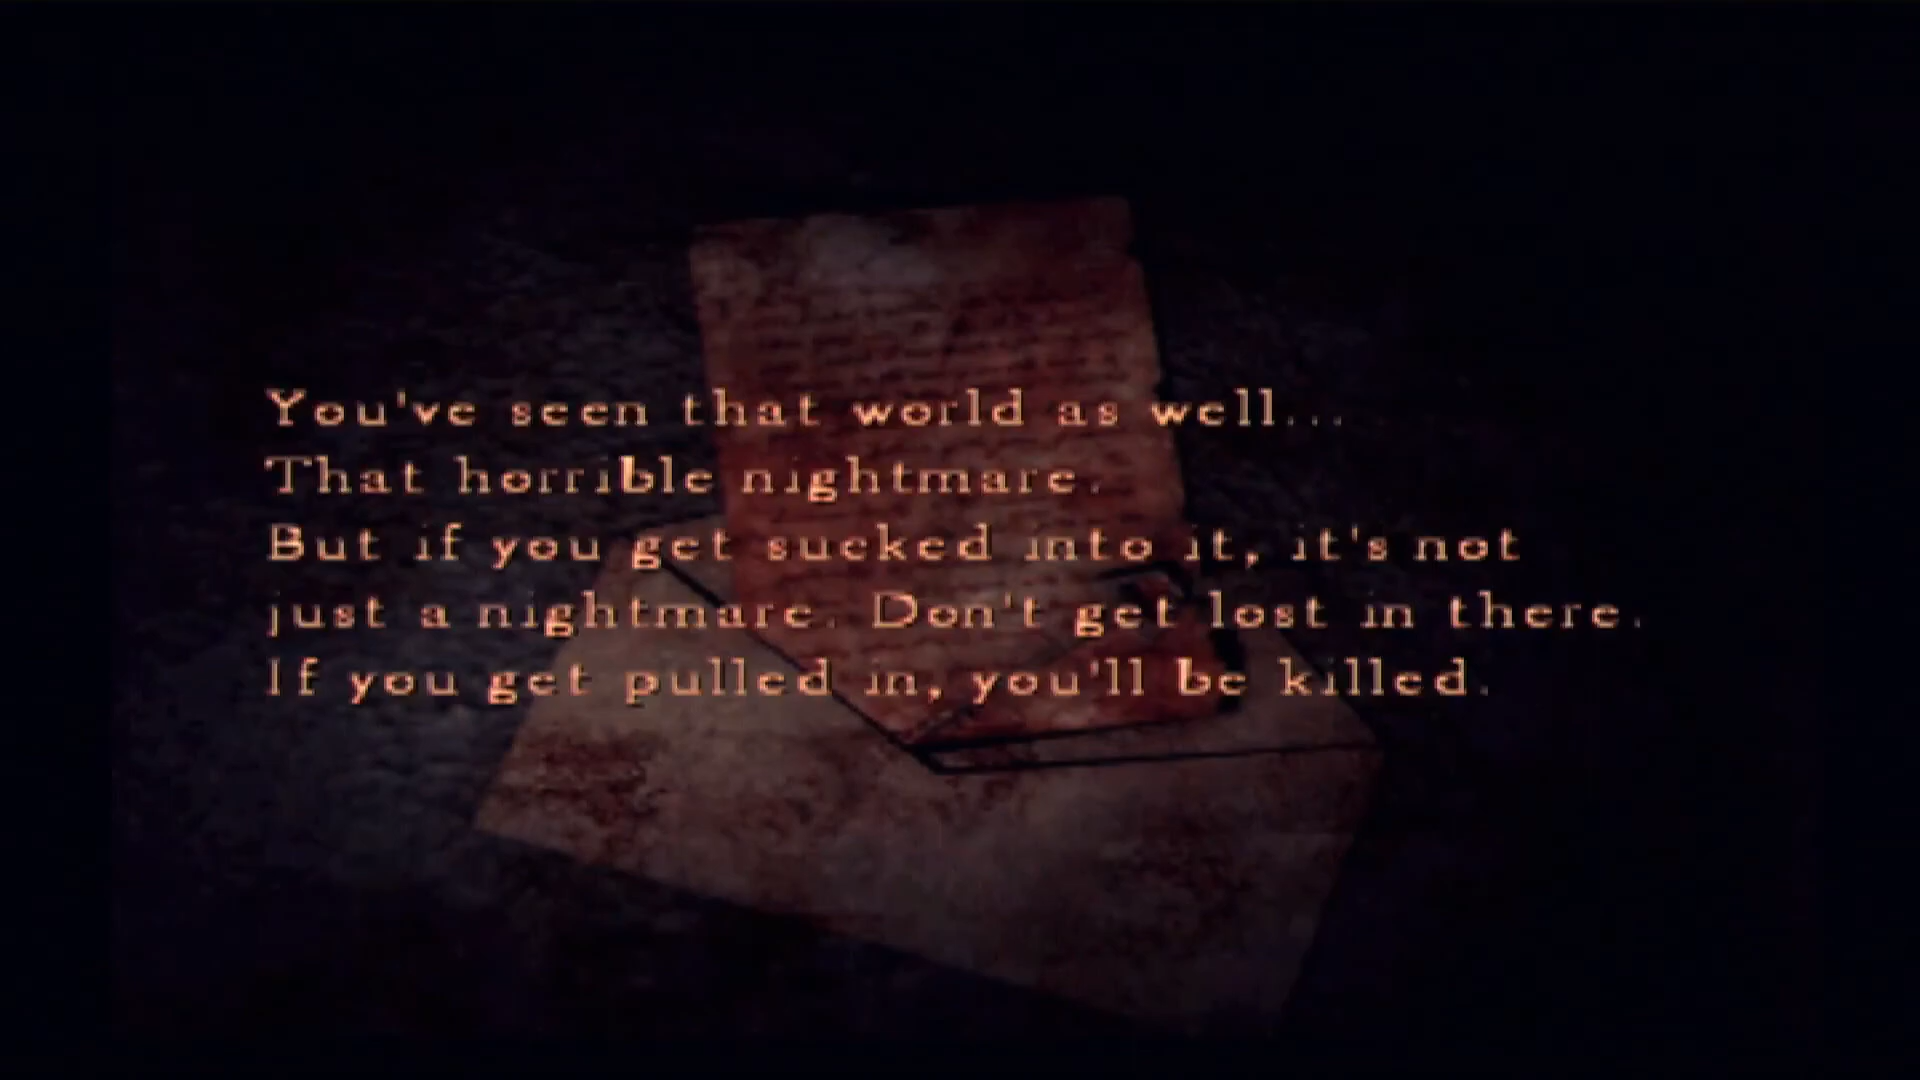 You've seen that world as well...
That horrible nightmare.
But if you get sucked into it, it's not
just a nightmare. Don't get lost in there.
If you get pulled in, you'll be killed.